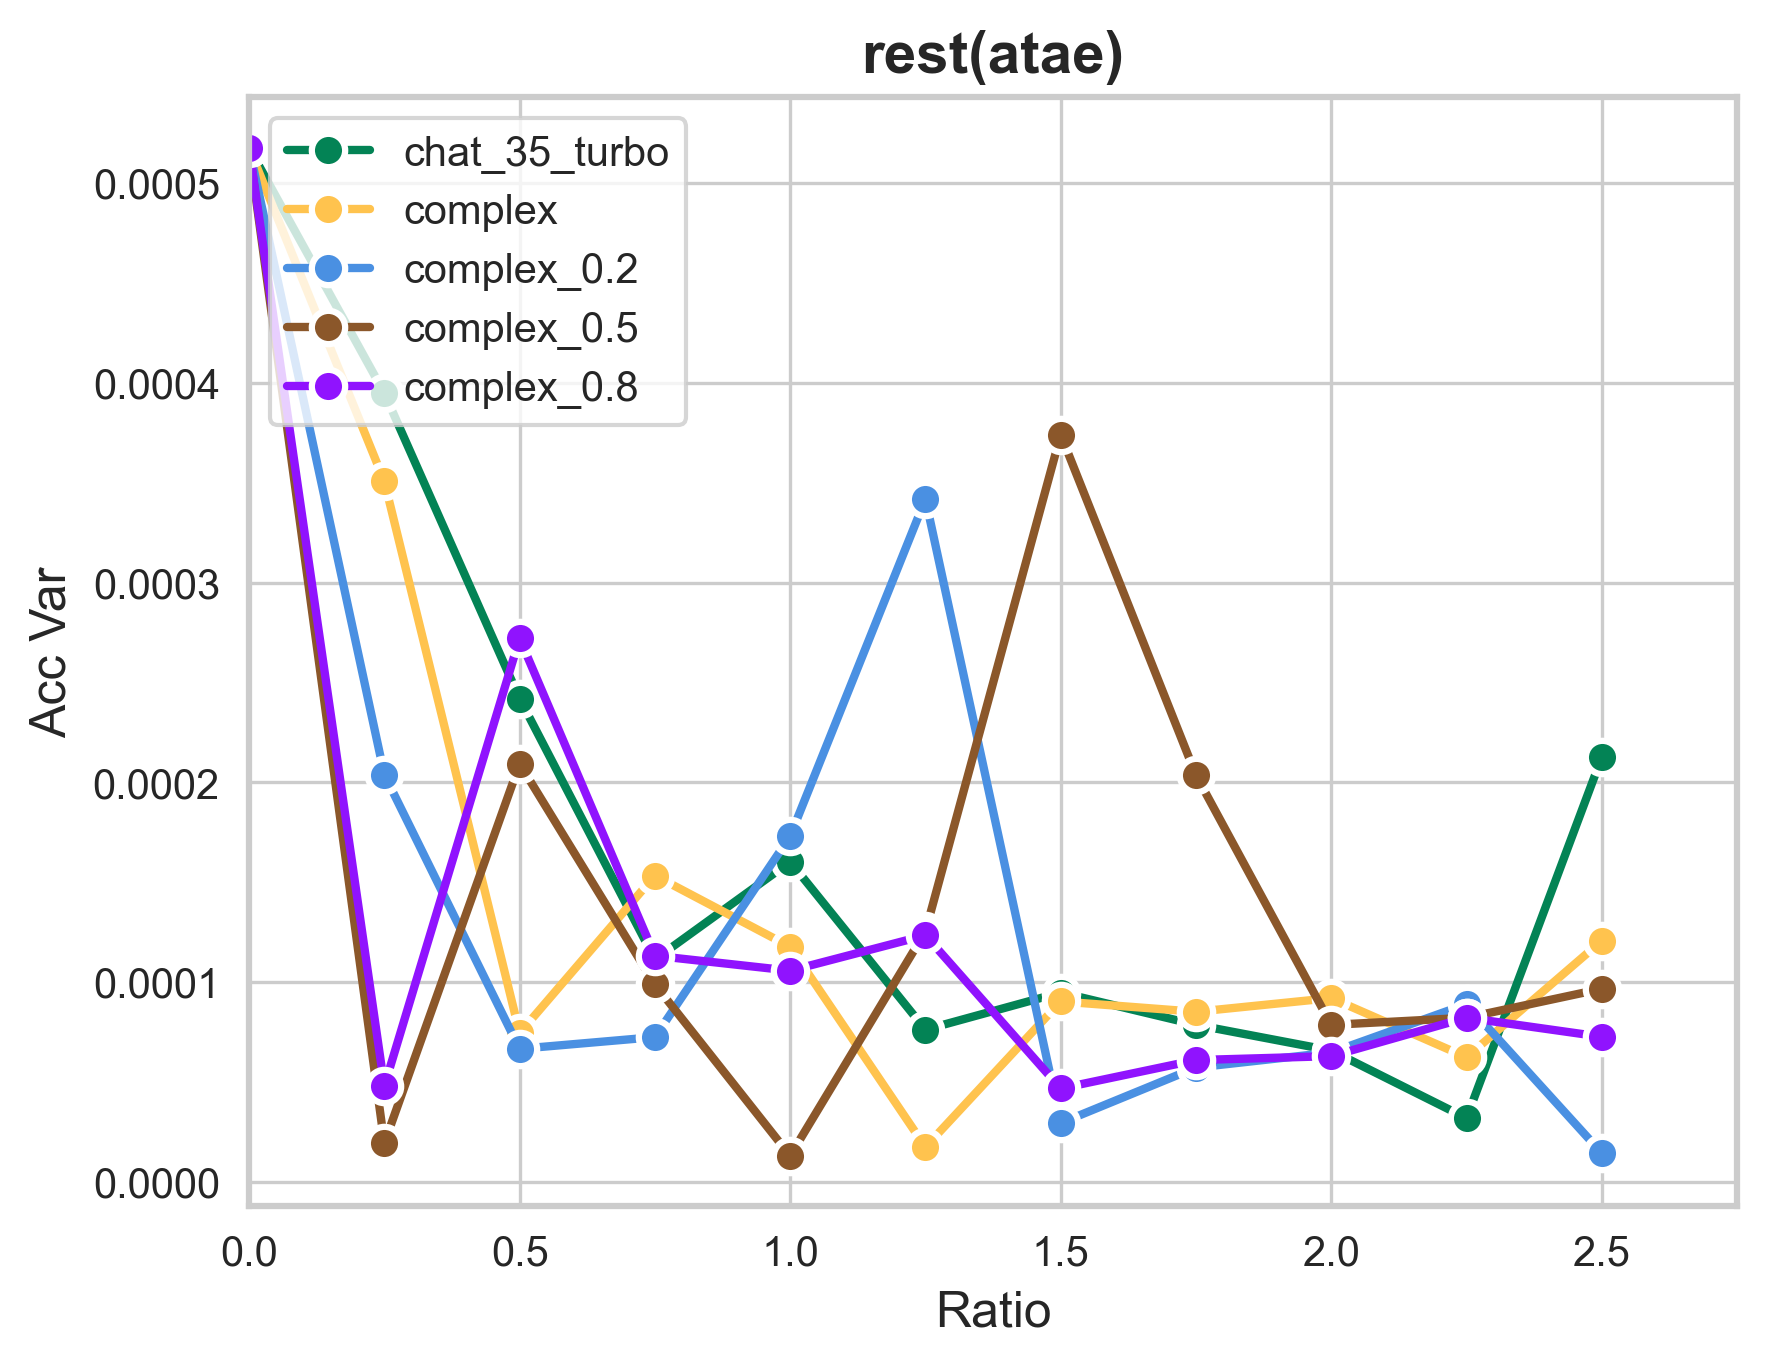 rest(atae)
chat_35_turbo
complex
complex_0.2
complex_0.5
complex_0.8
0.0005
0.0004
0.0003
0.0002
0.0001
0.0000
Acc Var
0.0 0.5 1.0 1.5 2.0 2.5
Ratio